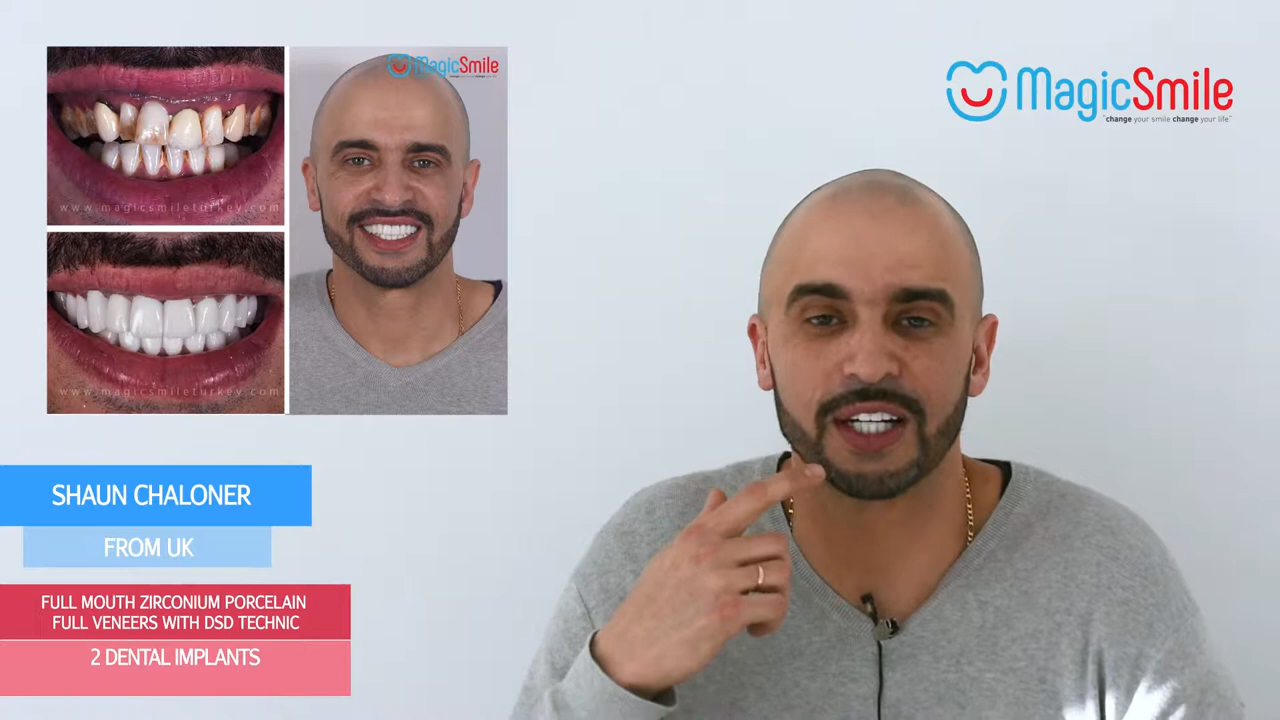 MagicSmile
www.magicsmileturkey.com
www.magicsmileturkey.com
MagicSmile
"change your smile change your life"
SHAUN CHALONER
FROM UK
FULL MOUTH ZIRCONIUM PORCELAIN
FULL VENEERS WITH DSD TECHNIC
2 DENTAL IMPLANTS